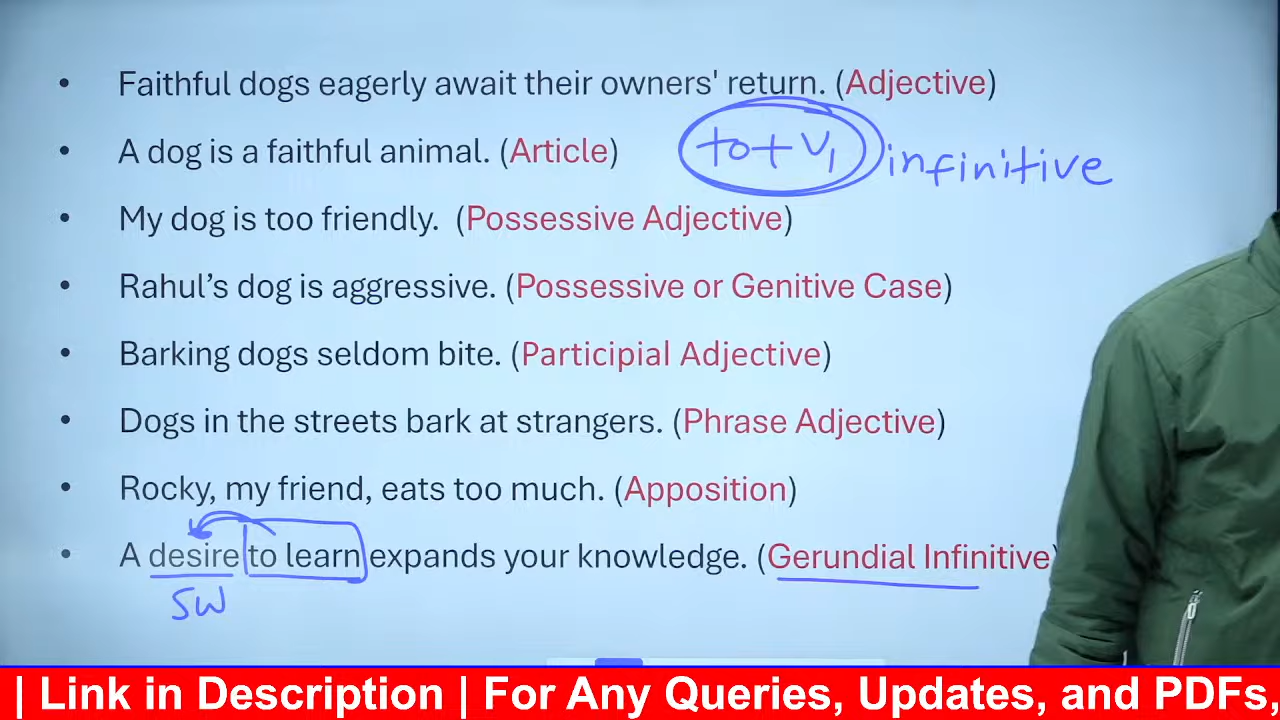 • Faithful dogs eagerly await their owners' return. (Adjective)
• A dog is a faithful animal. (Article)
to + V1 infinitive
• My dog is too friendly. (Possessive Adjective)
• Rahul’s dog is aggressive. (Possessive or Genitive Case)
• Barking dogs seldom bite. (Participial Adjective)
• Dogs in the streets bark at strangers. (Phrase Adjective)
• Rocky, my friend, eats too much. (Apposition)
• A desire to learn expands your knowledge. (Gerundial Infinitive)
SW
| Link in Description | For Any Queries, Updates, and PDFs,